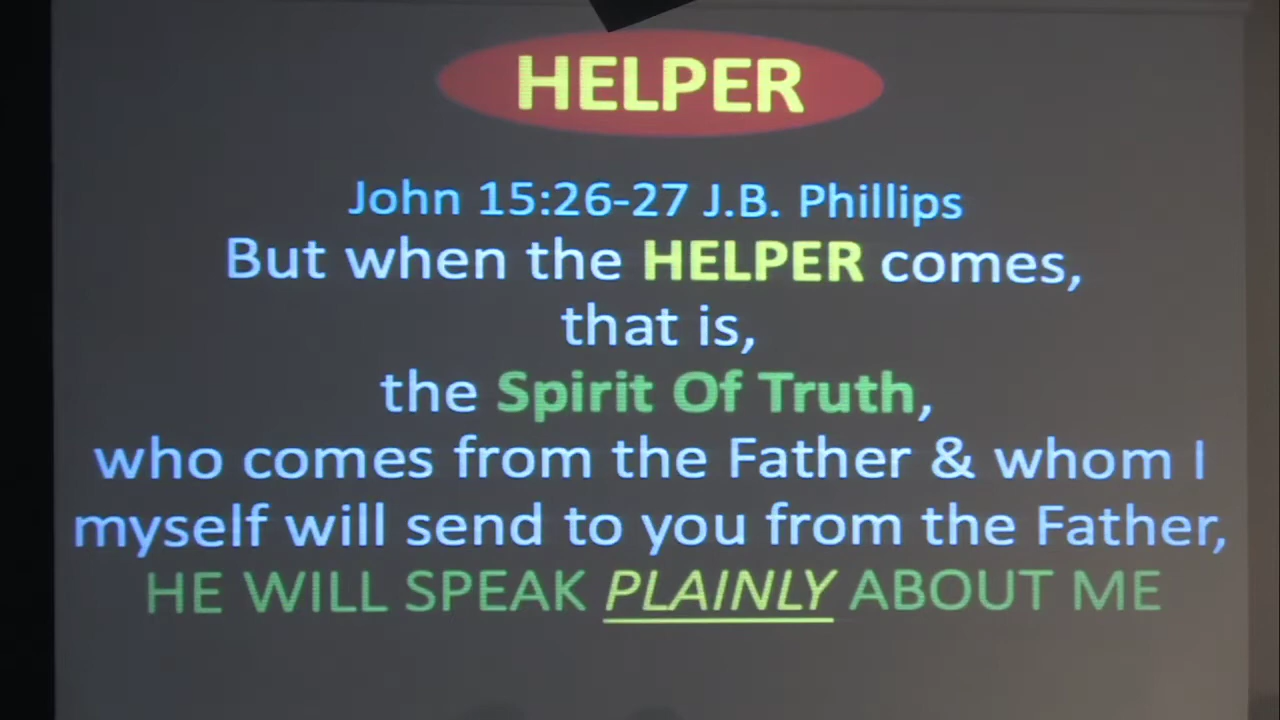 HELPER
John 15:26-27 J.B. Phillips
But when the HELPER comes,
that is,
the Spirit Of Truth,
who comes from the Father & whom I
myself will send to you from the Father,
HE WILL SPEAK PLAINLY ABOUT ME